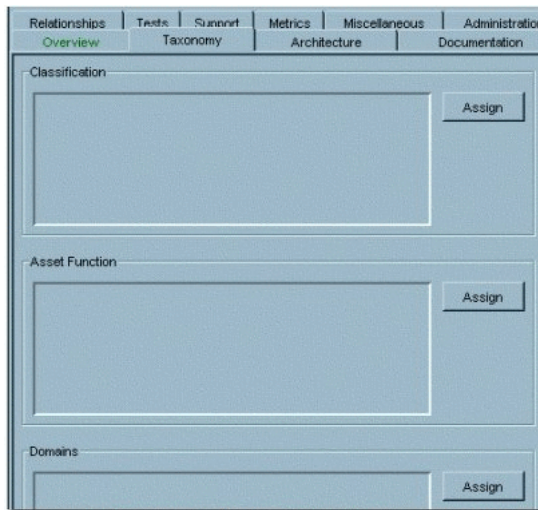 Relationships Tests Support Metrics Miscellaneous Administratio
Overview Taxonomy Architecture Documentation
Classification
Assign
Asset Function
Assign
Domains
Assign